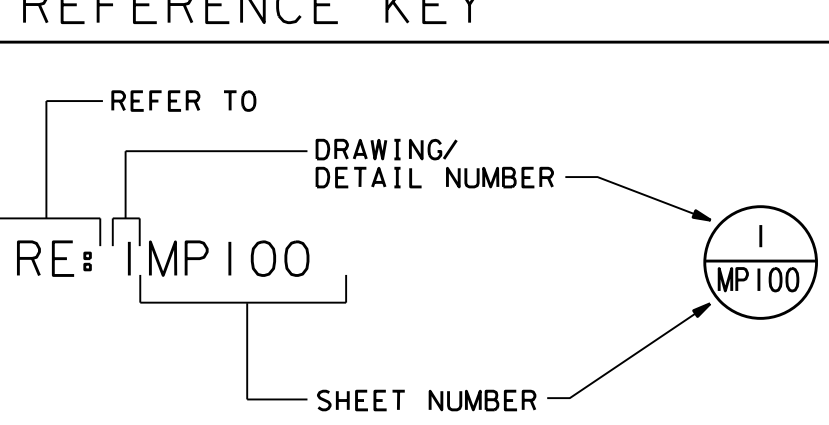 REFERENCE KEY
REFER TO
DRAWING/
DETAIL NUMBER
RE: 1MP100
1
MP100
SHEET NUMBER